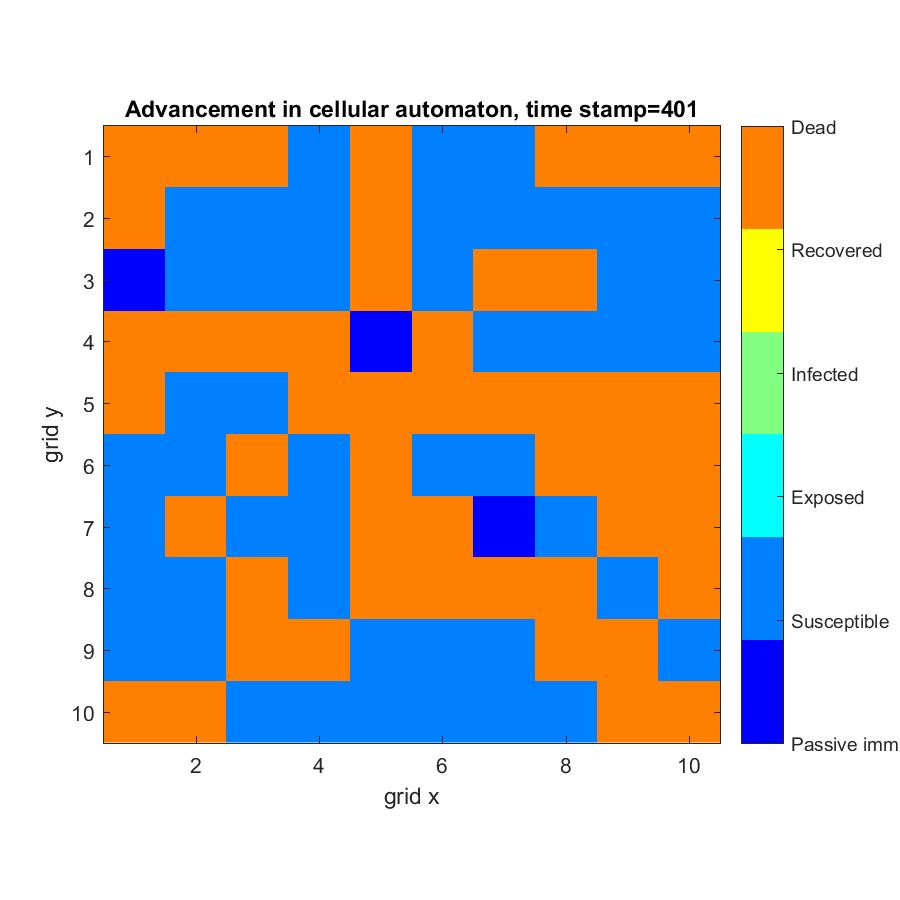 Advancement in cellular automaton, time stamp=401
1
2
3
4
5
6
7
8
9
10
grid y
2
4
6
8
10
grid x
Dead
Recovered
Infected
Exposed
Susceptible
Passive imm